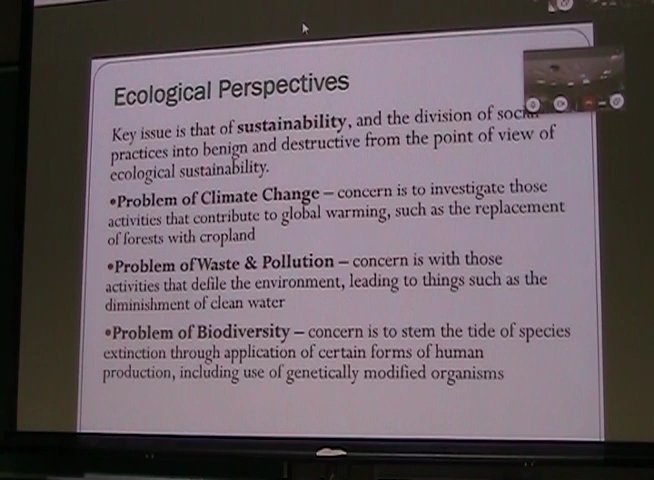 Ecological Perspectives
Key issue is that of sustainability, and the division of social
practices into benign and destructive from the point of view of
ecological sustainability.
•Problem of Climate Change – concern is to investigate those
activities that contribute to global warming, such as the replacement
of forests with cropland
•Problem of Waste & Pollution – concern is with those
activities that defile the environment, leading to things such as the
diminishment of clean water
•Problem of Biodiversity – concern is to stem the tide of species
extinction through application of certain forms of human
production, including use of genetically modified organisms